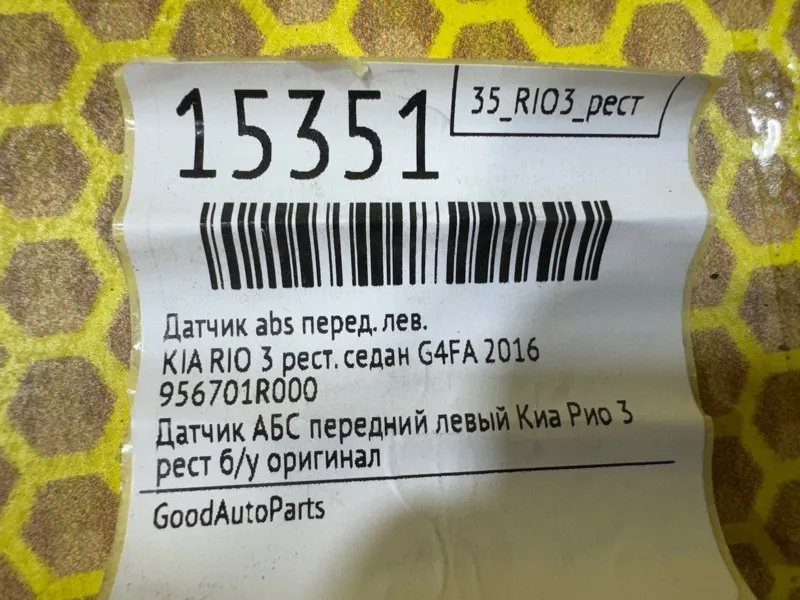 15351
35_RIO3_рест
Датчик abs перед. лев.
KIA RIO 3 рест. седан G4FA 2016
956701R000
Датчик АБС передний левый Киа Рио 3
рест б/у оригинал
GoodAutoParts